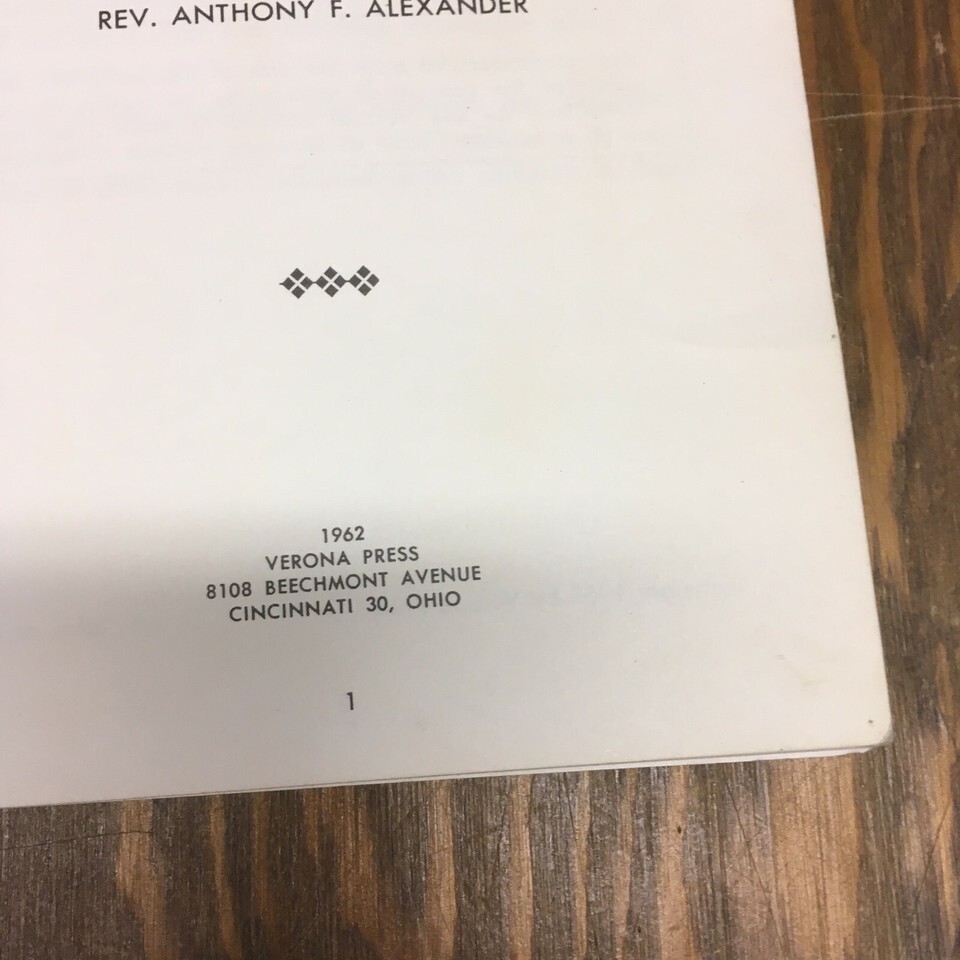 REV. ANTHONY F. ALEXANDER
1962
VERONA PRESS
8108 BEECHMONT AVENUE
CINCINNATI 30, OHIO
1